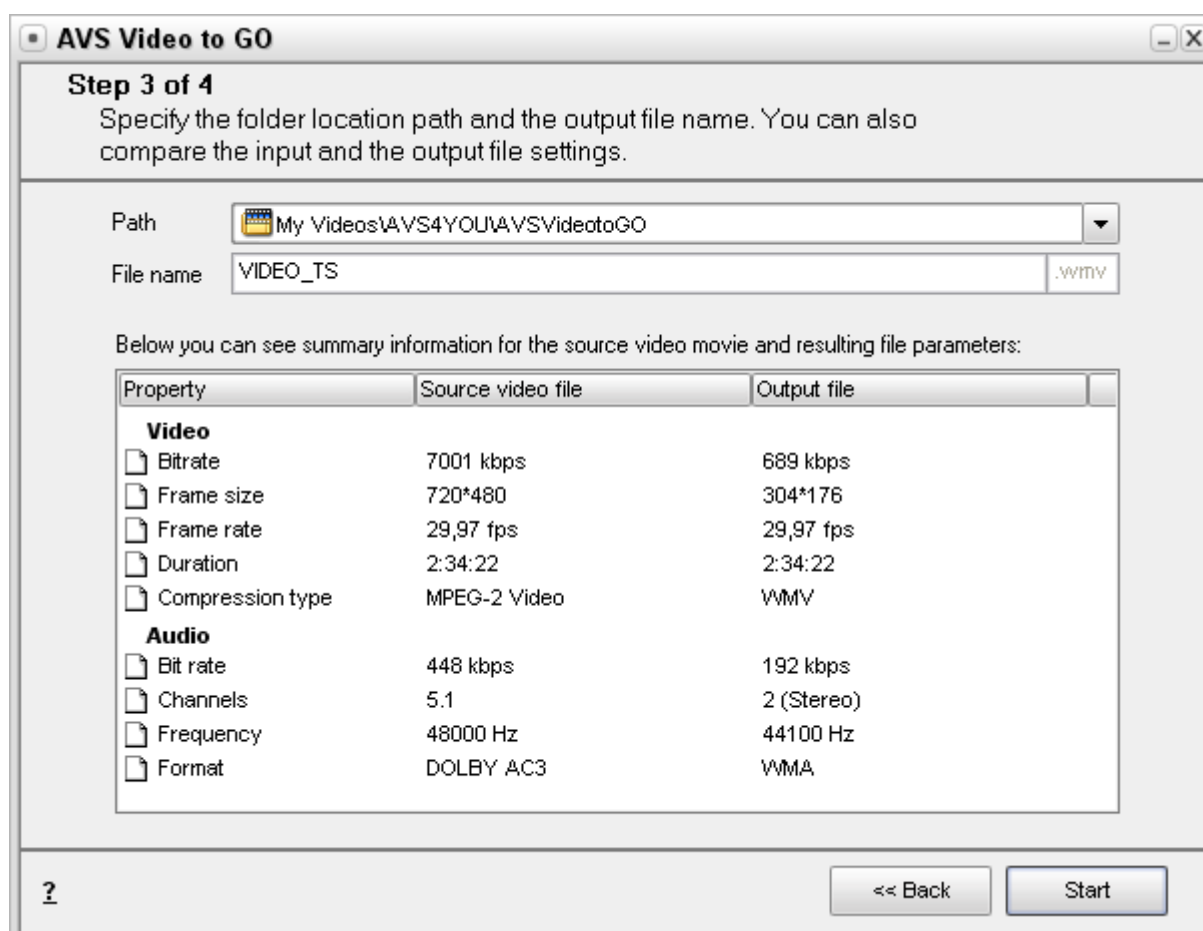 AVS Video to GO
Step 3 of 4
Specify the folder location path and the output file name. You can also
compare the input and the output file settings.
Path My Videos\AVS4YOU\AVSVideotoGO
File name VIDEO_TS .wmv
Below you can see summary information for the source video movie and resulting file parameters:
Property Source video file Output file
Video
Bitrate 7001 kbps 689 kbps
Frame size 720*480 304*176
Frame rate 29,97 fps 29,97 fps
Duration 2:34:22 2:34:22
Compression type MPEG-2 Video WMV
Audio
Bit rate 448 kbps 192 kbps
Channels 5.1 2 (Stereo)
Frequency 48000 Hz 44100 Hz
Format DOLBY AC3 WMA
? << Back Start